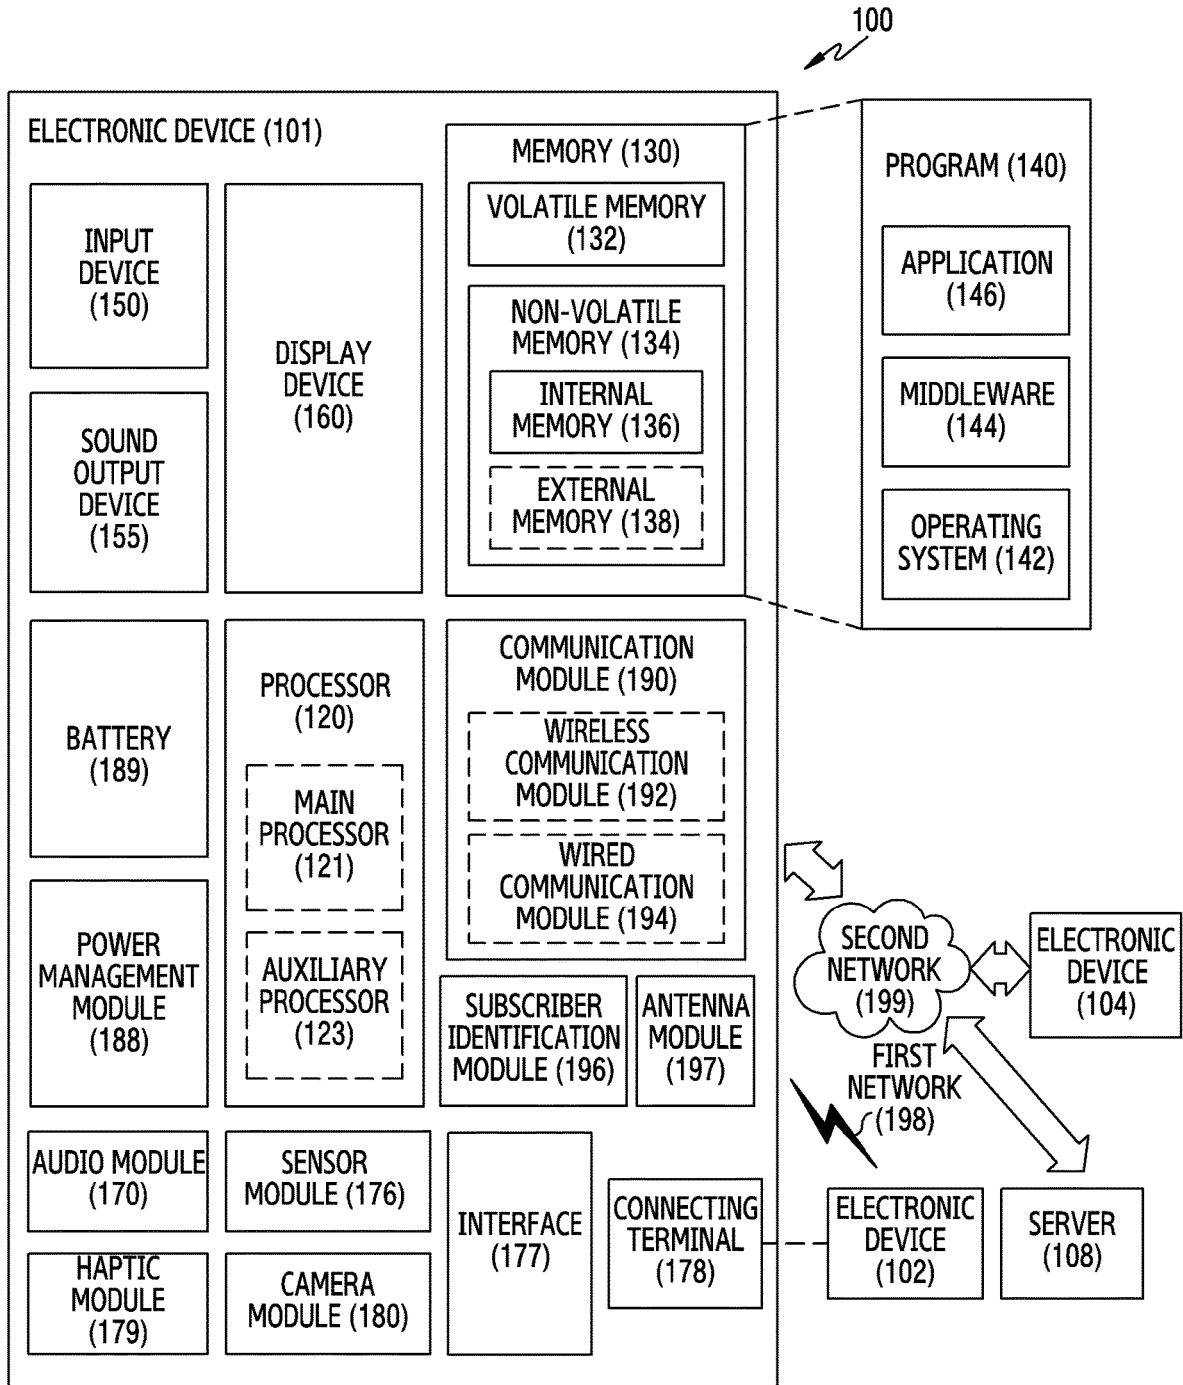 100
ELECTRONIC DEVICE (101)
INPUT
DEVICE
(150)
SOUND
OUTPUT
DEVICE
(155)
DISPLAY
DEVICE
(160)
MEMORY (130)
VOLATILE MEMORY
(132)
NON-VOLATILE
MEMORY (134)
INTERNAL
MEMORY (136)
EXTERNAL
MEMORY (138)
PROGRAM (140)
APPLICATION
(146)
MIDDLEWARE
(144)
OPERATING
SYSTEM (142)
BATTERY
(189)
POWER
MANAGEMENT
MODULE
(188)
PROCESSOR
(120)
MAIN
PROCESSOR
(121)
AUXILIARY
PROCESSOR
(123)
COMMUNICATION
MODULE (190)
WIRELESS
COMMUNICATION
MODULE (192)
WIRED
COMMUNICATION
MODULE (194)
SUBSCRIBER
IDENTIFICATION
MODULE (196)
ANTENNA
MODULE
(197)
SECOND
NETWORK
(199)
ELECTRONIC
DEVICE
(104)
FIRST
NETWORK
(198)
AUDIO MODULE
(170)
SENSOR
MODULE (176)
INTERFACE
(177)
CONNECTING
TERMINAL
(178)
ELECTRONIC
DEVICE
(102)
SERVER
(108)
HAPTIC
MODULE
(179)
CAMERA
MODULE (180)